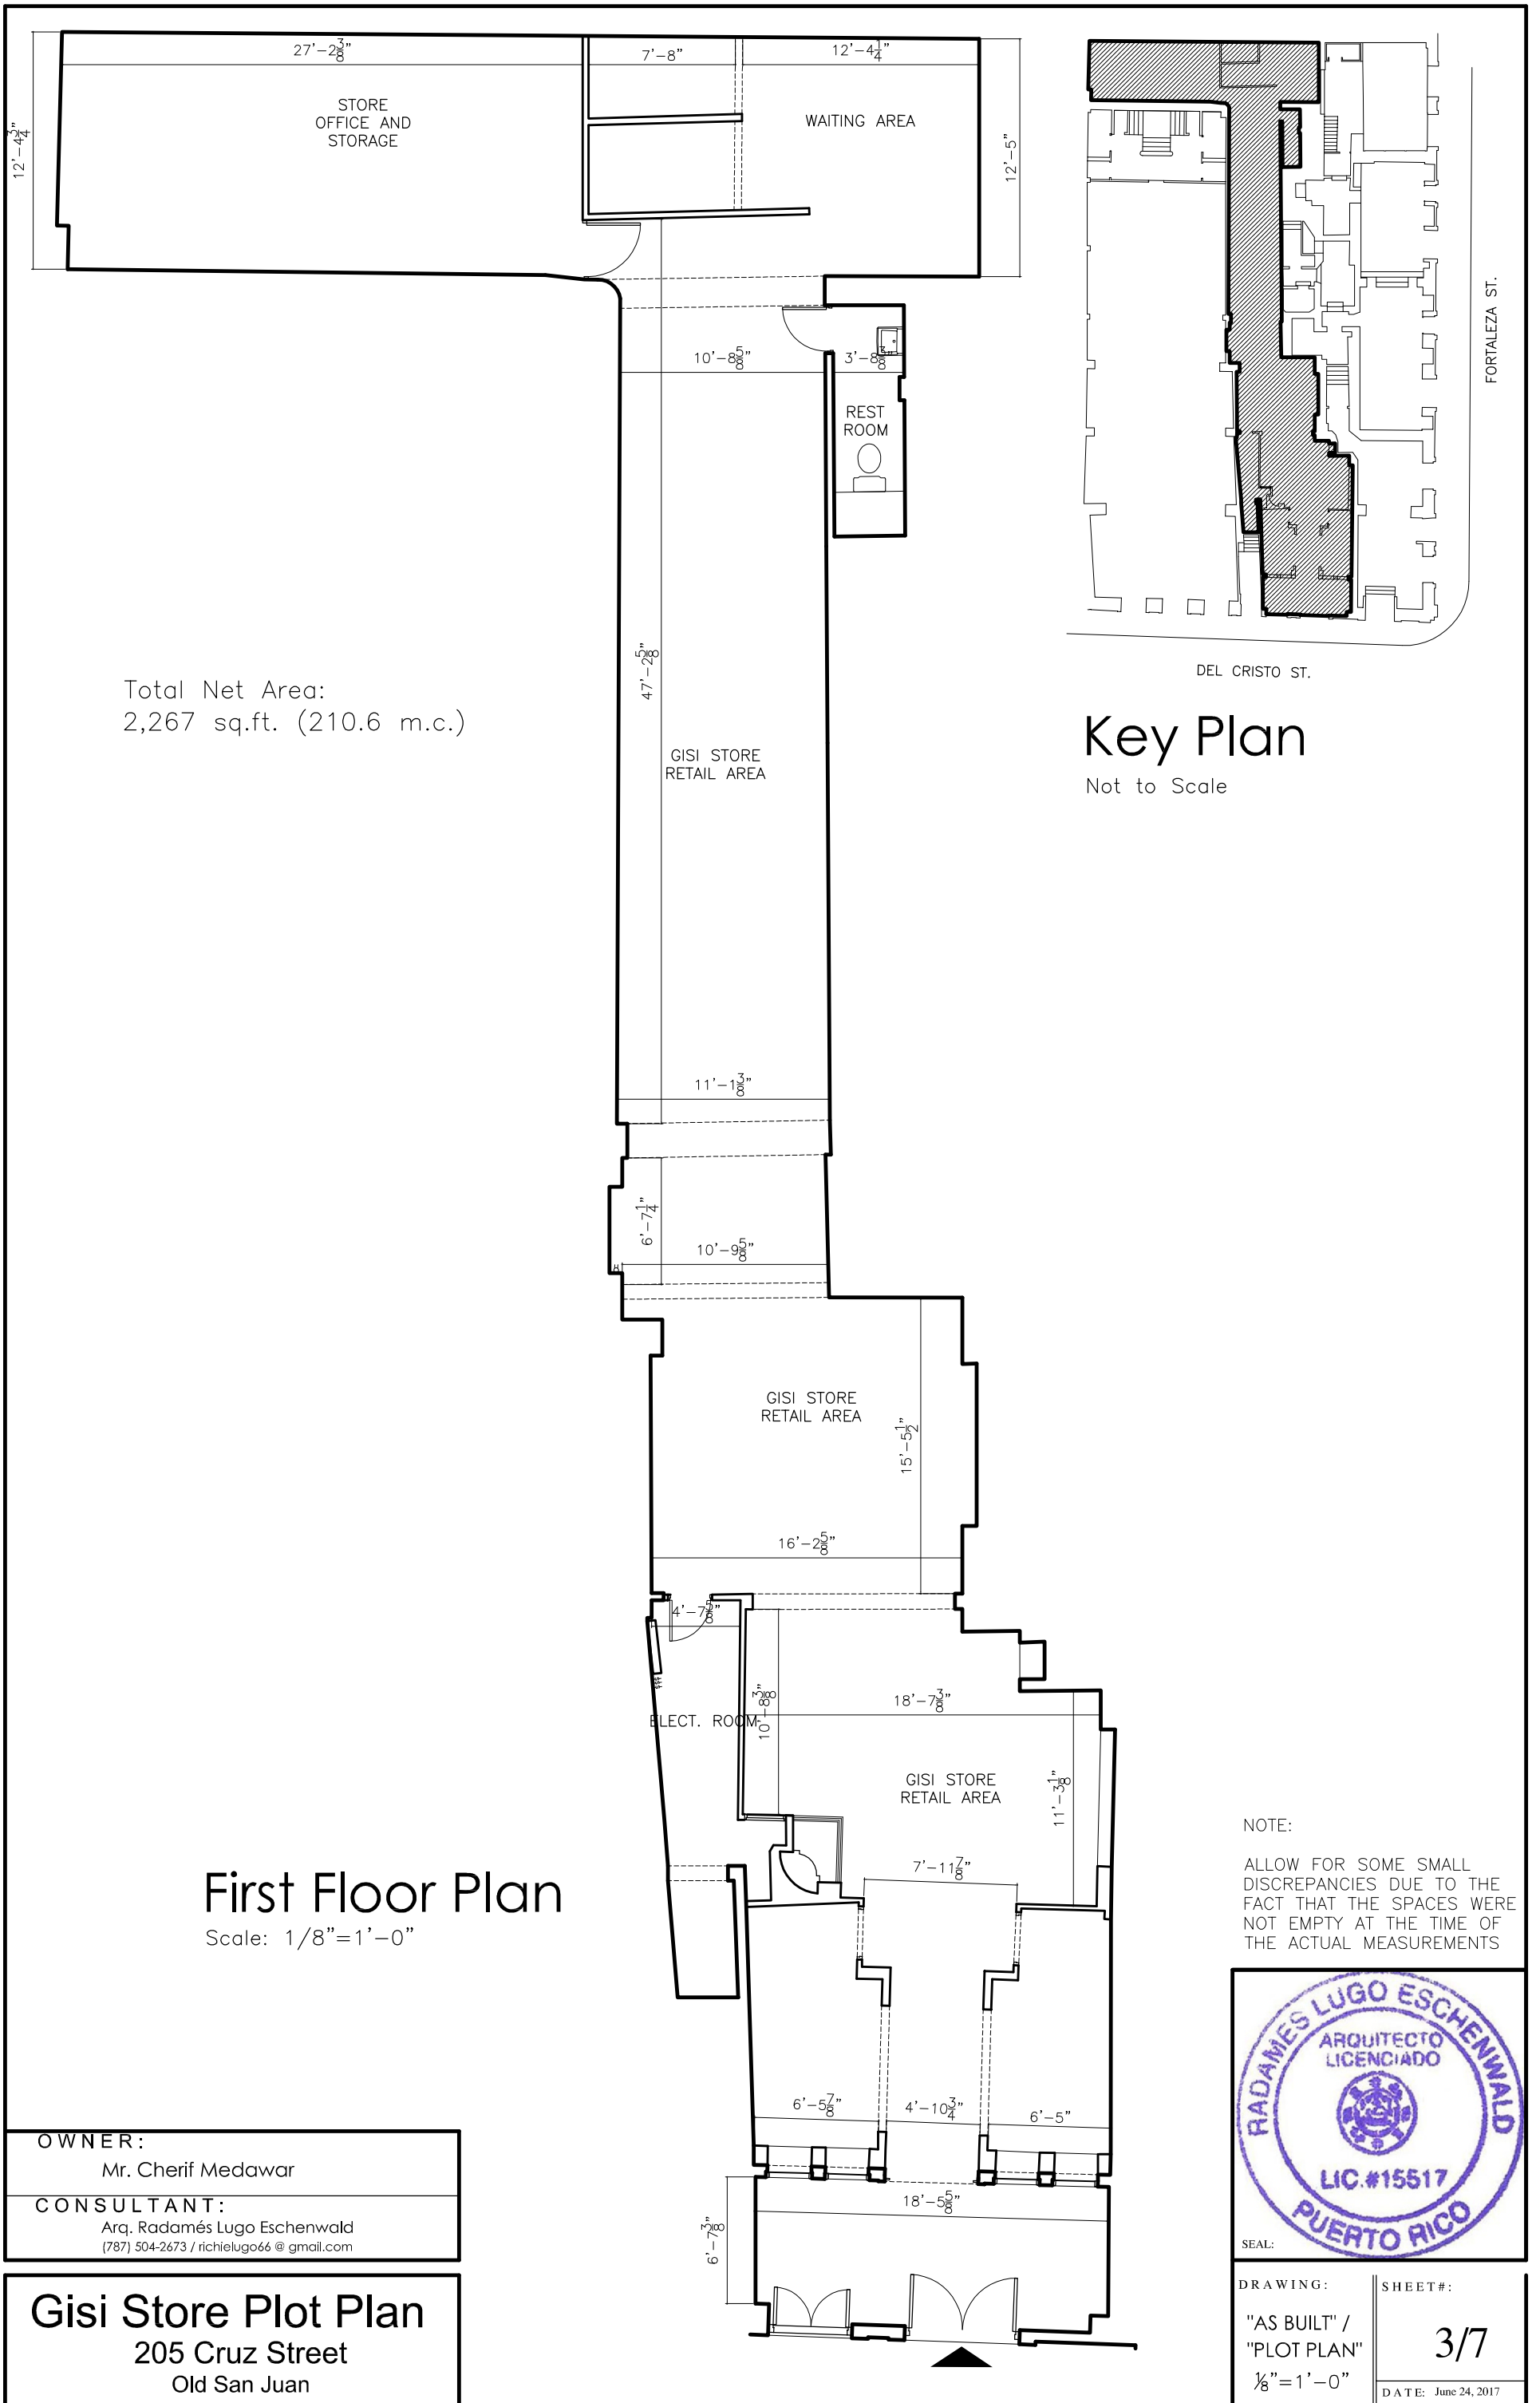 27'-2 3/8"
7'-8"
12'-4 1/4"
STORE
OFFICE AND
STORAGE
WAITING AREA
12'-4 3/4"
12'-5"
10'-8 5/8"
3'-8 3/8"
REST
ROOM
FORTALEZA ST.
DEL CRISTO ST.
Key Plan
Not to Scale
Total Net Area:
2,267 sq.ft. (210.6 m.c.)
47'-2 5/8"
GISI STORE
RETAIL AREA
11'-1 3/8"
6'-7 1/4"
10'-9 5/8"
GISI STORE
RETAIL AREA
15'-5 1/2"
16'-2 5/8"
4'-7 5/8"
10'-8 3/8"
18'-7 3/8"
ELECT. ROOM
GISI STORE
RETAIL AREA
11'-3 1/8"
7'-11 7/8"
First Floor Plan
Scale: 1/8"=1'-0"
NOTE:
ALLOW FOR SOME SMALL
DISCREPANCIES DUE TO THE
FACT THAT THE SPACES WERE
NOT EMPTY AT THE TIME OF
THE ACTUAL MEASUREMENTS
6'-5 7/8"
4'-10 3/4"
6'-5"
18'-5 5/8"
6'-7 3/8"
RADAMES LUGO ESCHENWALD
ARQUITECTO
LICENCIADO
LIC.#15517
PUERTO RICO
SEAL:
OWNER:
Mr. Cherif Medawar
CONSULTANT:
Arq. Radamés Lugo Eschenwald
(787) 504-2673 / richielugo66 @ gmail.com
Gisi Store Plot Plan
205 Cruz Street
Old San Juan
DRAWING:
"AS BUILT" /
"PLOT PLAN"
⅛"=1'-0"
SHEET#:
3/7
DATE: June 24, 2017